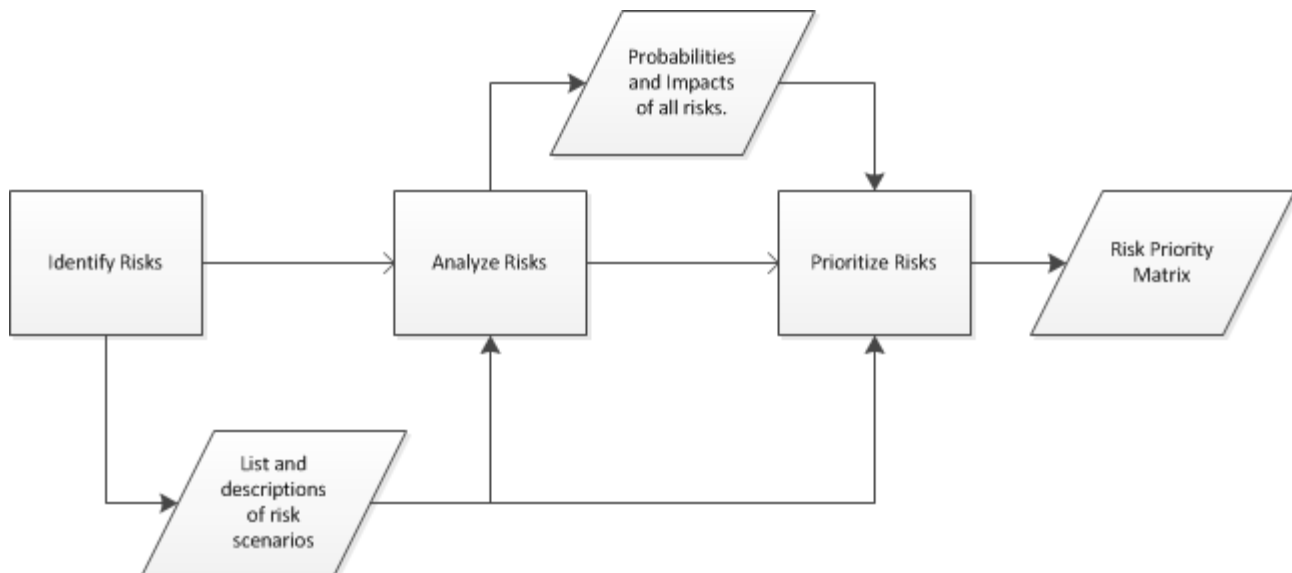 Probabilities
and Impacts
of all risks.
Identify Risks
Analyze Risks
Prioritize Risks
Risk Priority
Matrix
List and
descriptions
of risk
scenarios